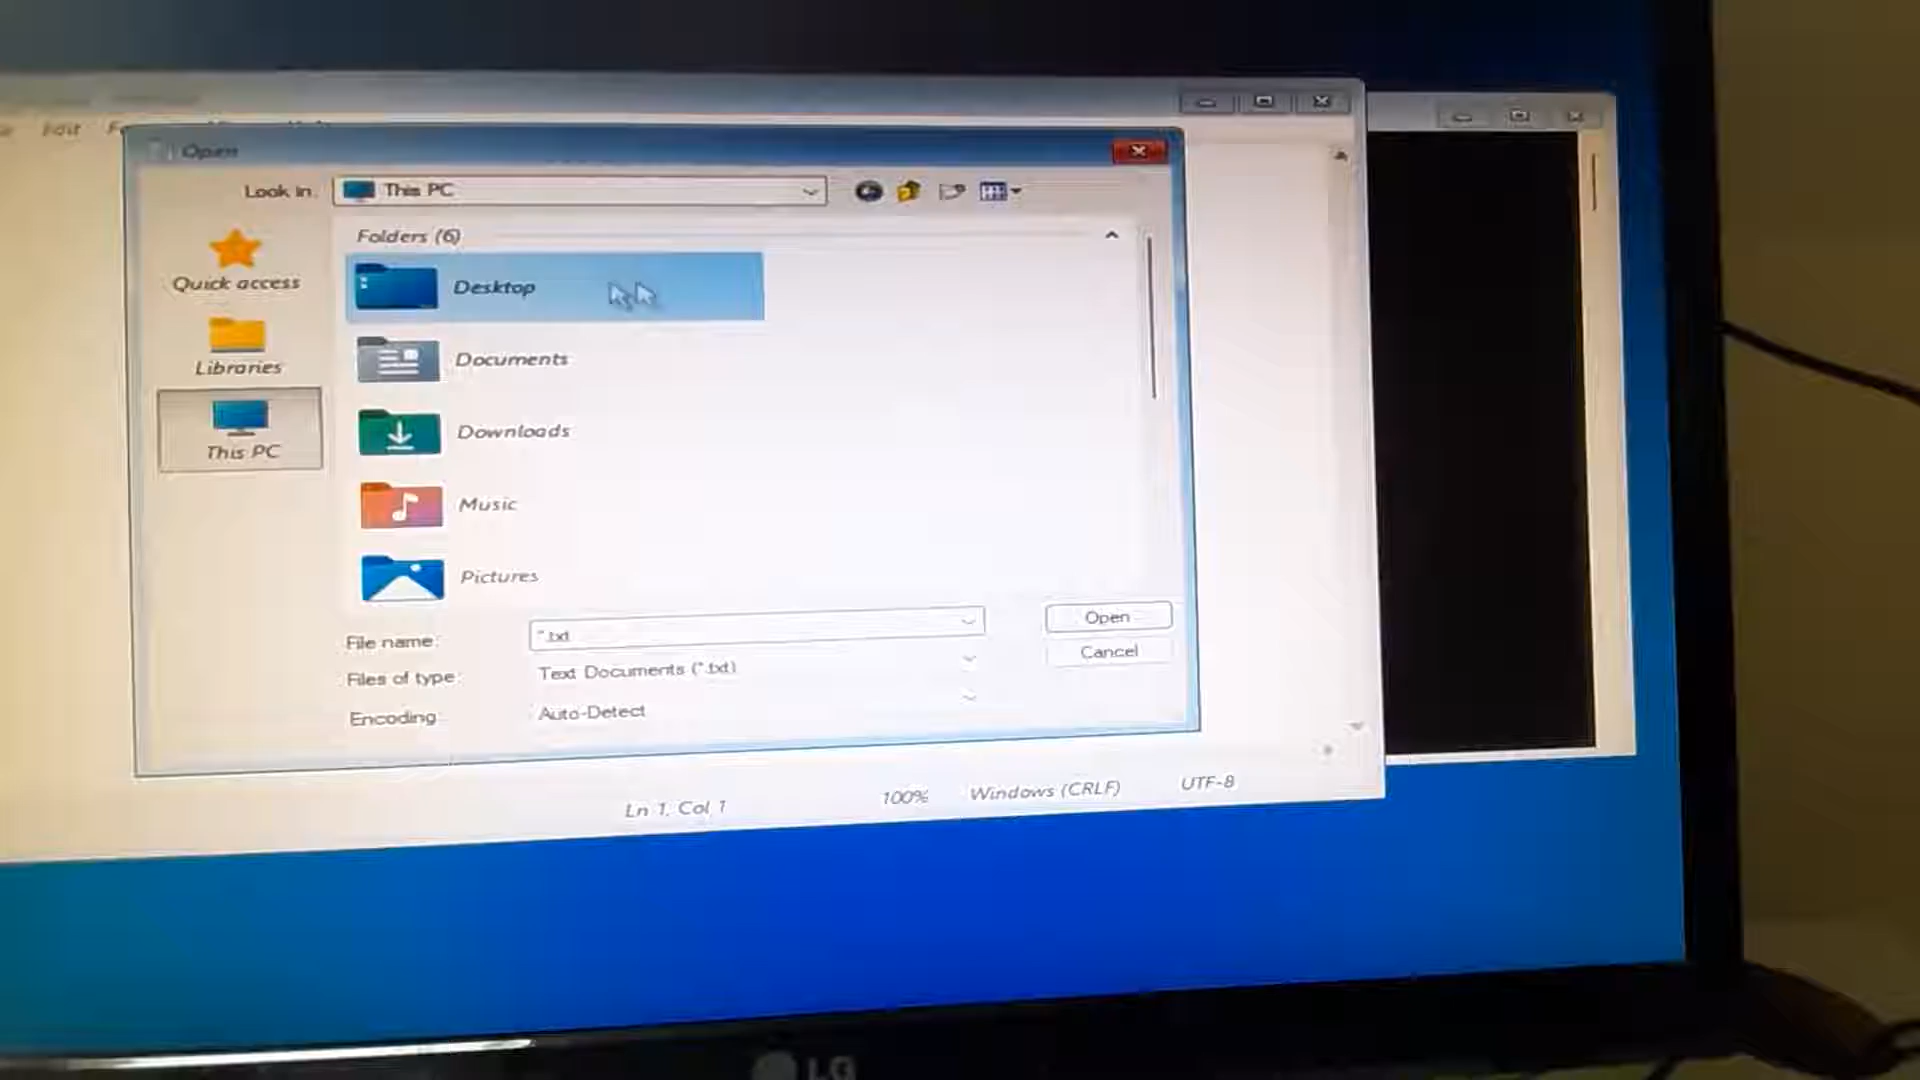 Edit
Open
Look in:
This PC
Folders (6)
Quick access
Desktop
Libraries
Documents
This PC
Downloads
Music
Pictures
File name:
*.txt
Open
Files of type:
Text Documents (*.txt)
Cancel
Encoding:
Auto-Detect
Ln 1, Col 1
100%
Windows (CRLF)
UTF-8
LG